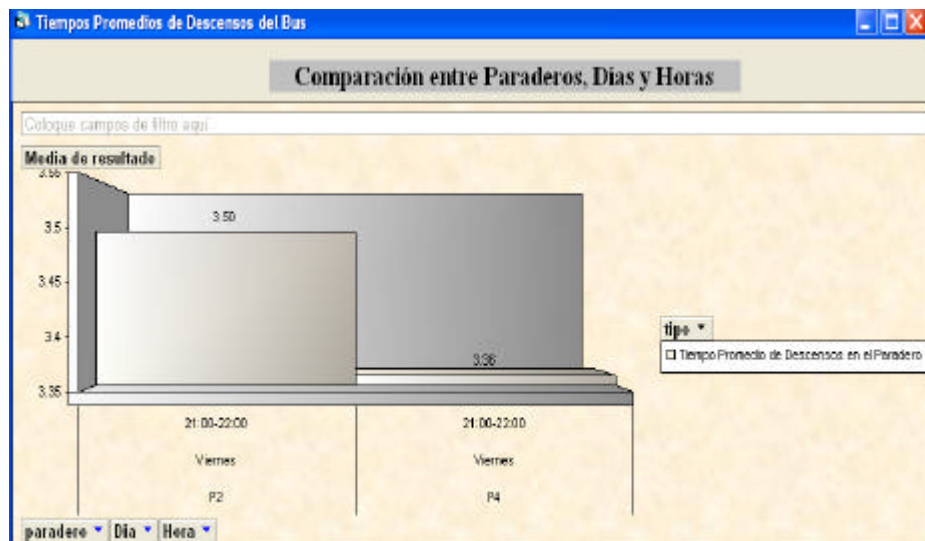 Tiempos Promedios de Descensos del Bus
Comparación entre Paraderos, Días y Horas
Coloque campos de filtro aquí
Media de resultado
3.55
3.50
3.5
3.45
3.4
3.36
3.35
tipo
Tiempo Promedio de Descensos en el Paradero
21:00-22:00 21:00-22:00
Viernes Viernes
P2 P4
paradero Dia Hora